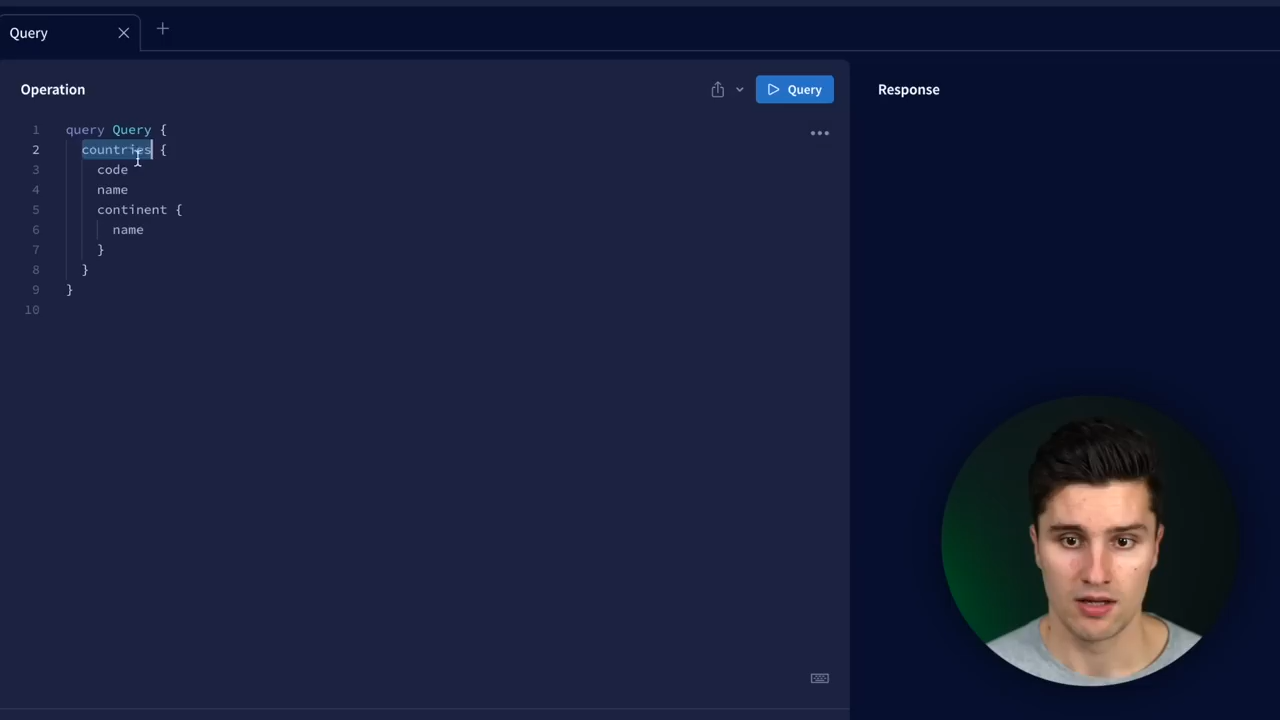 Query
Operation
Query
Response
1 query Query {
2 countries {
3 code
4 name
5 continent {
6 name
7 }
8 }
9 }
10